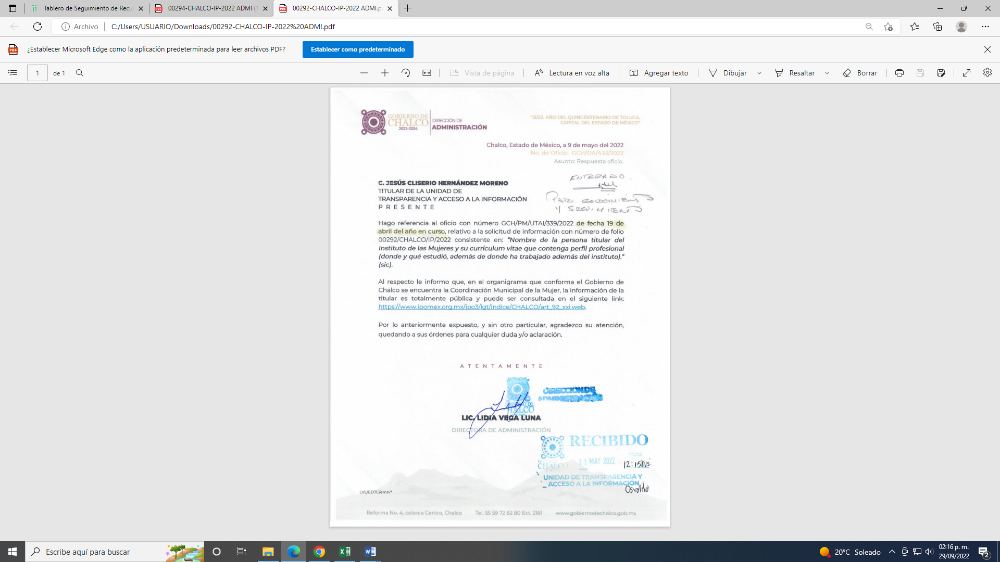 Tablero de Seguimiento de Recur
00294-CHALCO-IP-2022 ADMI (1
00292-CHALCO-IP-2022 ADMI.p
Archivo
C:/Users/USUARIO/Downloads/00292-CHALCO-IP-2022%20ADMI.pdf
¿Establecer Microsoft Edge como la aplicación predeterminada para leer archivos PDF?
Establecer como predeterminado
1 de 1
Vista de página
Lectura en voz alta
Agregar texto
Dibujar
Resaltar
Borrar
GOBIERNO DE
CHALCO
2022-2024
DIRECCIÓN DE
ADMINISTRACIÓN
"2022. AÑO DEL QUINCENTENARIO DE TOLUCA,
CAPITAL DEL ESTADO DE MÉXICO"
Chalco, Estado de México, a 9 de mayo del 2022
No. de Oficio: GCH/DA/433/2022
Asunto: Respuesta oficio.
ENTERADO.
PARA CONOCIMIENTO
Y SEGUIMIENTO
C. JESÚS CLISERIO HERNÁNDEZ MORENO
TITULAR DE LA UNIDAD DE
TRANSPARENCIA Y ACCESO A LA INFORMACIÓN
P R E S E N T E
Hago referencia al oficio con número GCH/PM/UTAI/339/2022 de fecha 19 de
abril del año en curso, relativo a la solicitud de información con número de folio
00292/CHALCO/IP/2022 consistente en: "Nombre de la persona titular del
Instituto de las Mujeres y su currículum vitae que contenga perfil profesional
(donde y qué estudió, además de donde ha trabajado además del instituto)."
(sic).
Al respecto le informo que, en el organigrama que conforma el Gobierno de
Chalco se encuentra la Coordinación Municipal de la Mujer, la información de la
titular es totalmente pública y puede ser consultada en el siguiente link:
https://www.ipomex.org.mx/ipo3/lgt/indice/CHALCO/art_92_xxi.web.
Por lo anteriormente expuesto, y sin otro particular, agradezco su atención,
quedando a sus órdenes para cualquier duda y/o aclaración.
A T E N T A M E N T E
GOBIERNO DE
CHALCO
DIRECCIÓN DE
ADMINISTRACIÓN
LIC. LIDIA VEGA LUNA
DIRECTORA DE ADMINISTRACIÓN
RECIBIDO
Hora:
11 MAY 2022
12:15hrs.
CHALCO
UNIDAD DE TRANSPARENCIA Y
ACCESO A LA INFORMACIÓN
Osvaldo
LVL/EDTC/emrv*
Reforma No. 4, colonia Centro, Chalco
Tel. 55 59 72 82 80 Ext. 2181
www.gobiernodechalco.gob.mx
Escribe aquí para buscar
20°C Soleado
02:16 p. m.
29/09/2022
2